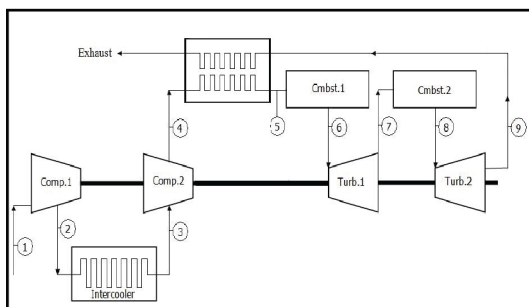 Exhaust
Cmbst.1
Cmbst.2
4
5
6
7
8
9
Comp.1
Comp.2
Turb.1
Turb.2
1
2
3
Intercooler